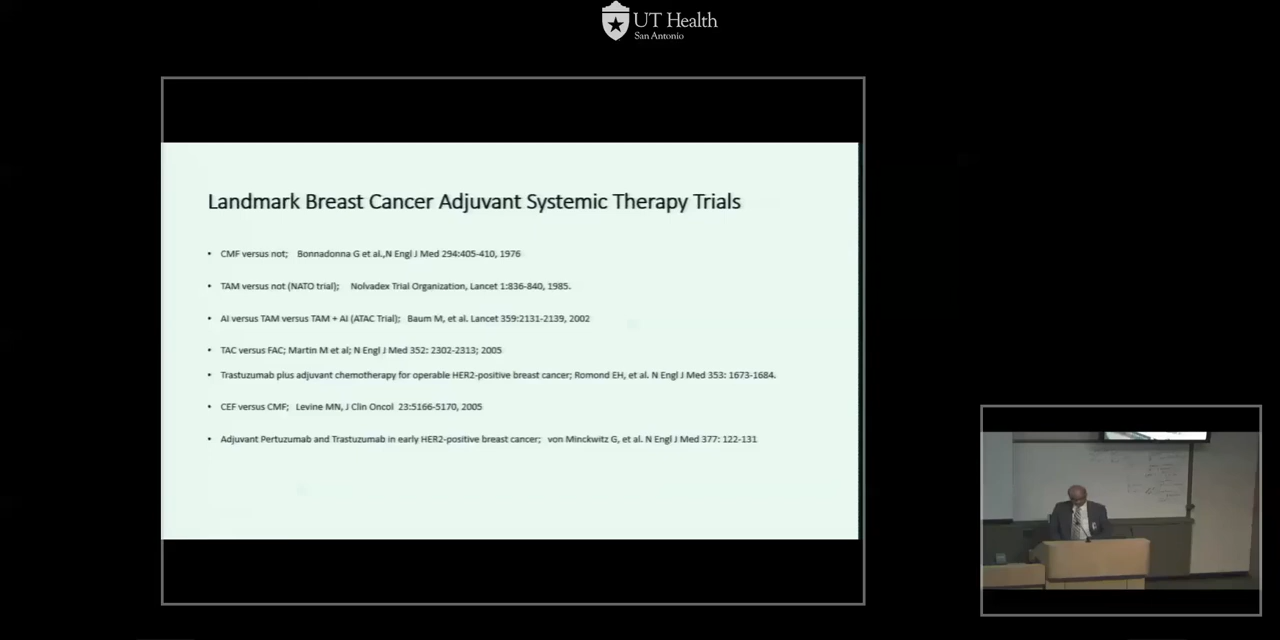 UT Health
San Antonio
Landmark Breast Cancer Adjuvant Systemic Therapy Trials
• CMF versus not; Bonnadonna G et al.,N Engl J Med 294:405-410, 1976
• TAM versus not (NATO trial); Nolvadex Trial Organization, Lancet 1:836-840, 1985.
• AI versus TAM versus TAM + AI (ATAC Trial); Baum M, et al. Lancet 359:2131-2139, 2002
• TAC versus FAC; Martin M et al; N Engl J Med 352: 2302-2313; 2005
• Trastuzumab plus adjuvant chemotherapy for operable HER2-positive breast cancer; Romond EH, et al. N Engl J Med 353: 1673-1684.
• CEF versus CMF; Levine MN, J Clin Oncol 23:5166-5170, 2005
• Adjuvant Pertuzumab and Trastuzumab in early HER2-positive breast cancer; von Minckwitz G, et al. N Engl J Med 377: 122-131